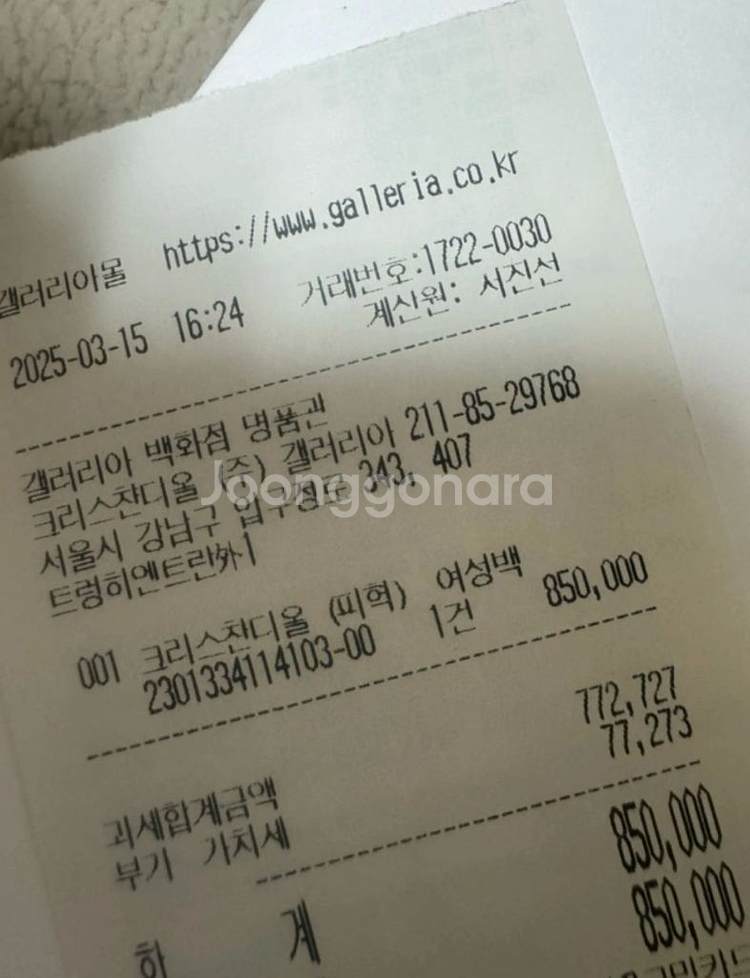 갤러리아몰 https://www.galleria.co.kr
2025-03-15 16:24 거래번호:1722-0030
계산원: 서진선
갤러리아 백화점 명품관
크리스챤디올 (주) 갤러리아 211-85-29768
서울시 강남구 압구정로 343, 407
트렁히엔트란外1
001 크리스챤디올 (피혁) 여성백
2301334114103-00 1건 850,000
과세합계금액 772,727
부가 가치세 77,273
합 계 850,000
850,000
Joonggonara